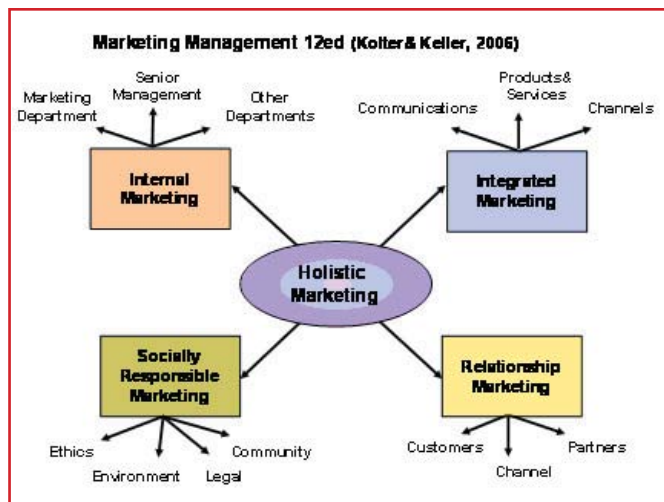 Marketing Management 12ed (Kolter& Keller, 2006)
Senior
Management
Marketing
Department
Other
Departments
Internal
Marketing
Products&
Services
Communications
Channels
Integrated
Marketing
Holistic
Marketing
Socially
Responsible
Marketing
Ethics
Environment
Legal
Community
Relationship
Marketing
Customers
Channel
Partners